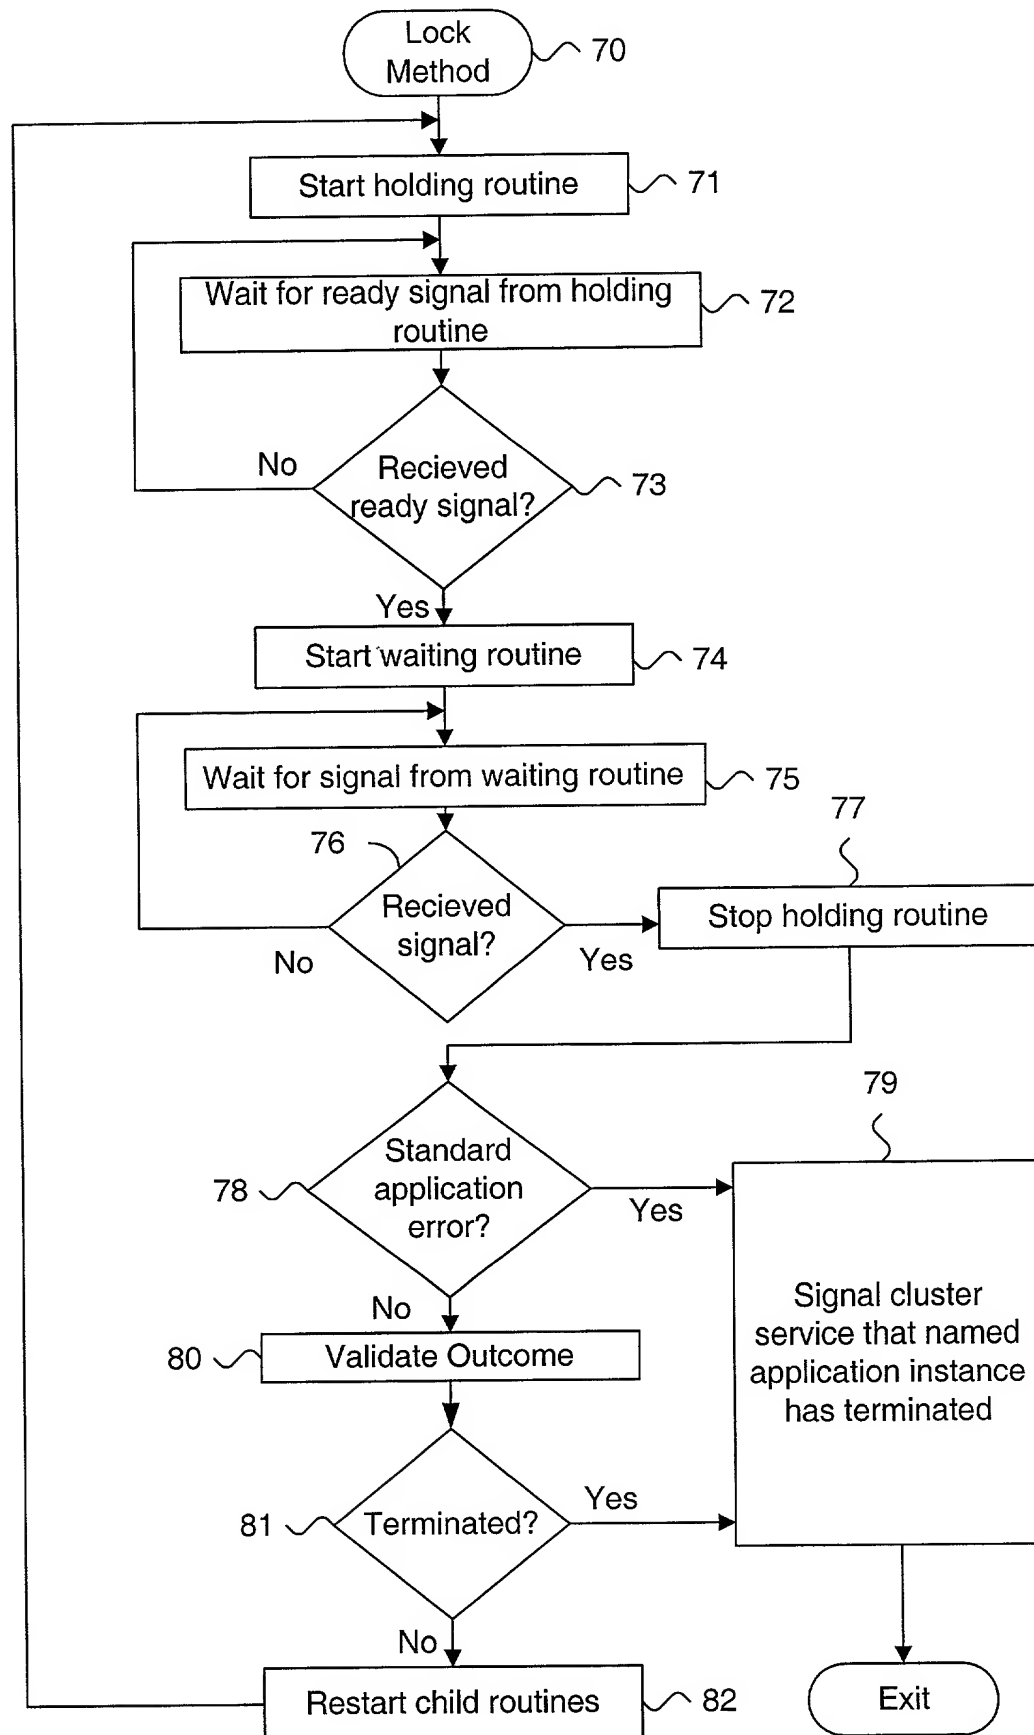 Lock
Method
70
Start holding routine
71
Wait for ready signal from holding
routine
72
No
Recieved
ready signal?
73
Yes
Start waiting routine
74
Wait for signal from waiting routine
75
76
77
Recieved
signal?
No
Yes
Stop holding routine
79
78
Standard
application
error?
Yes
No
80
Validate Outcome
Signal cluster
service that named
application instance
has terminated
81
Terminated?
Yes
No
Restart child routines
82
Exit